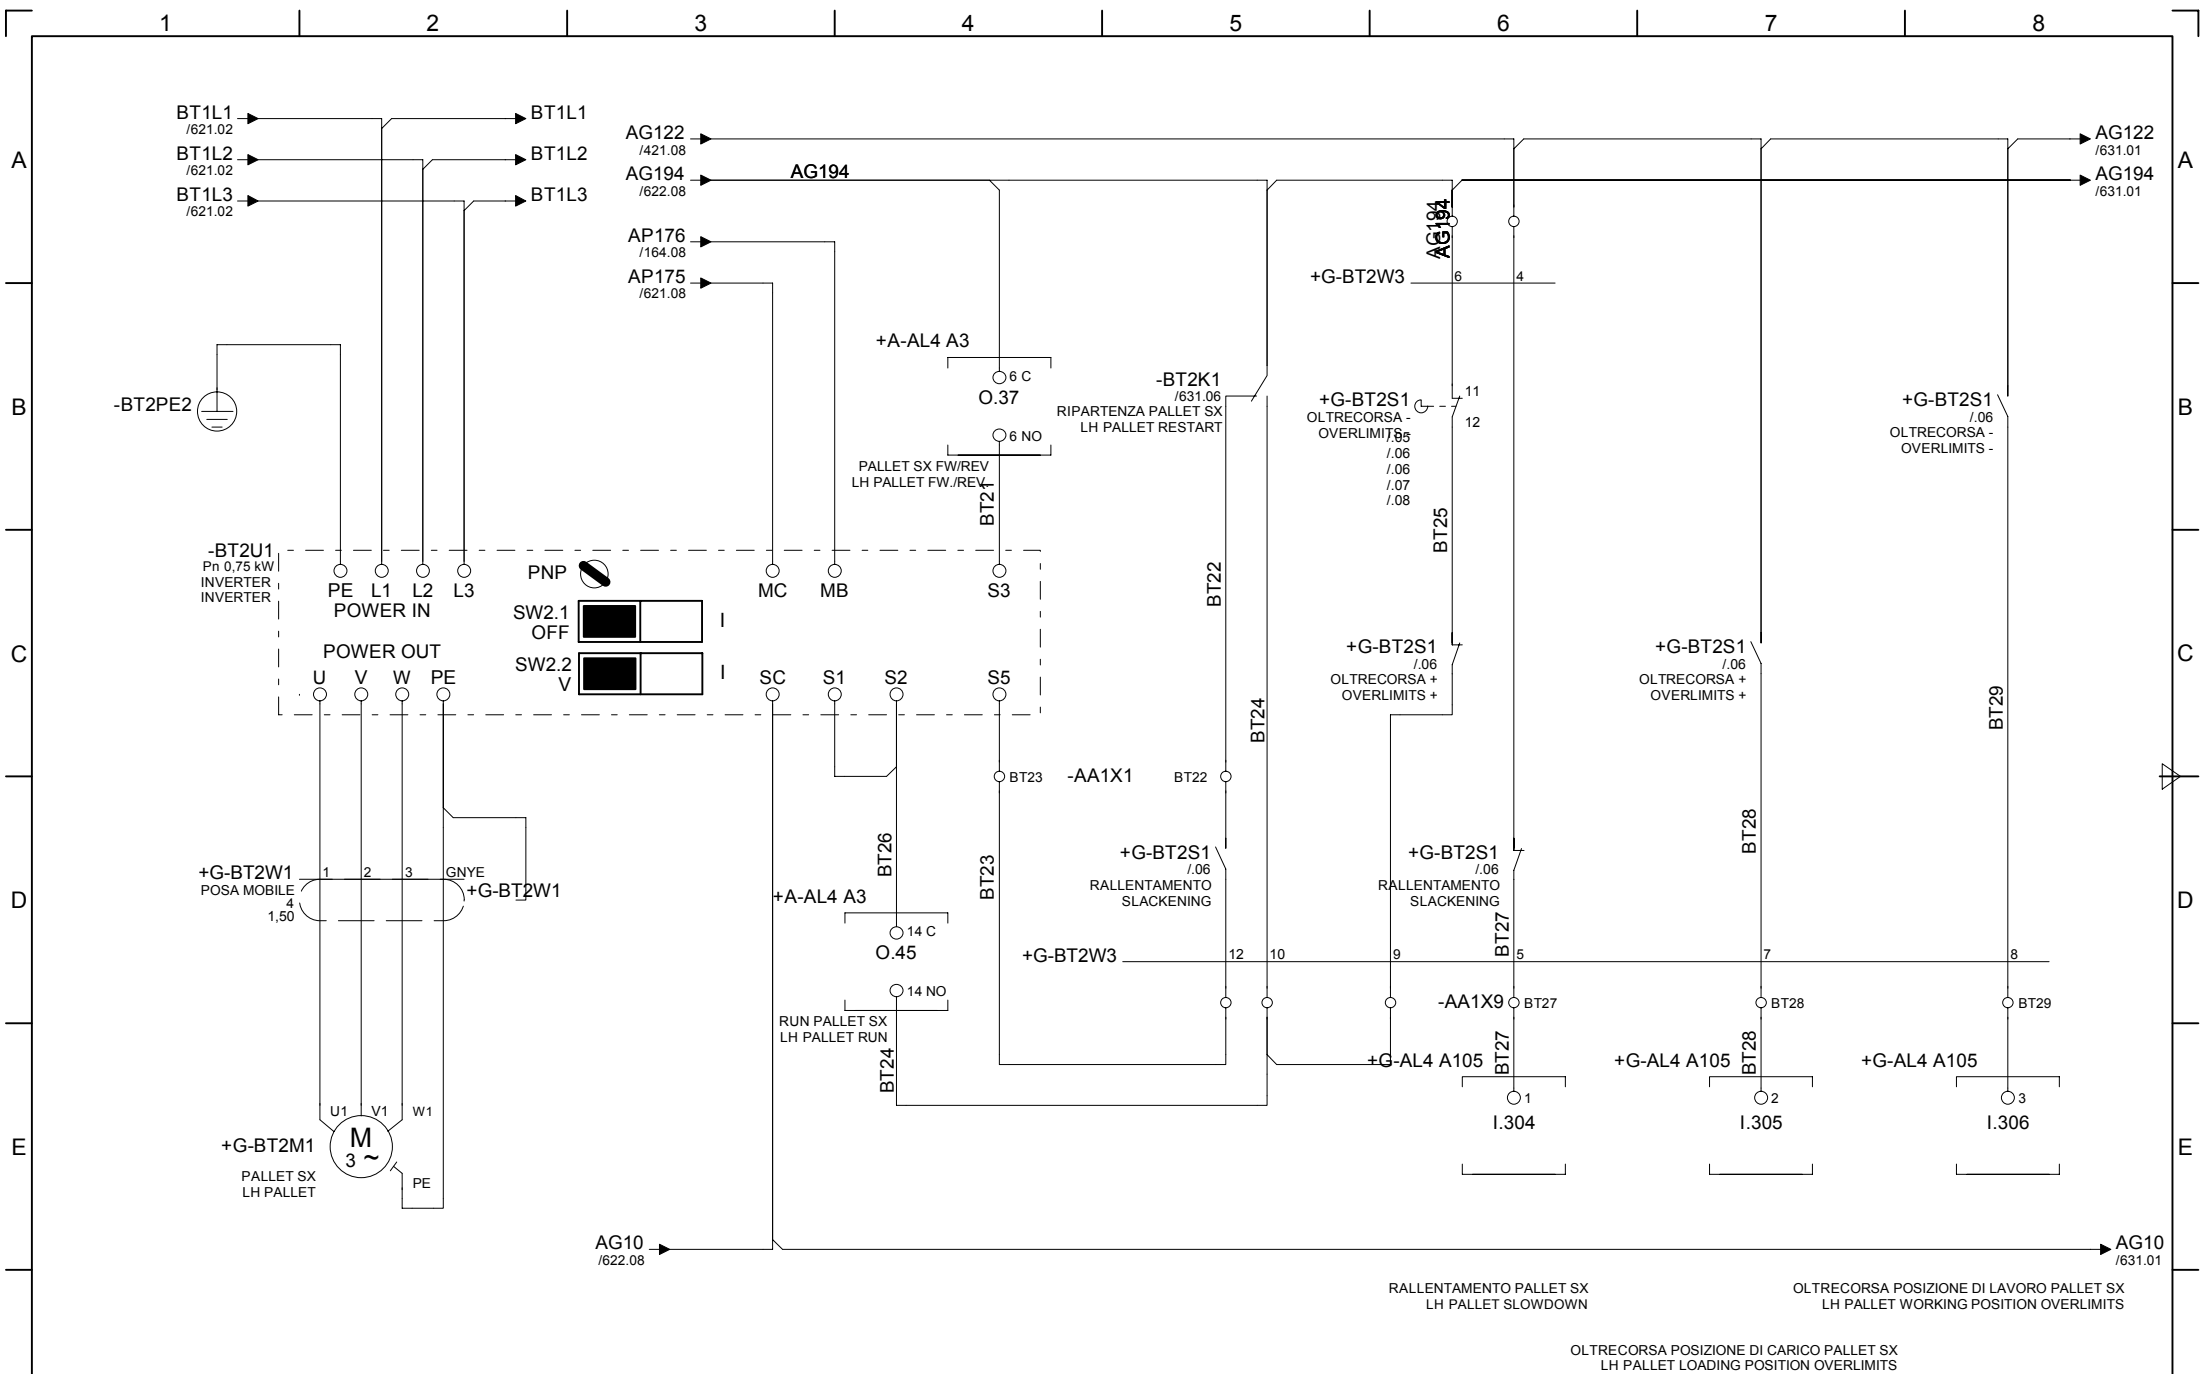 1 2 3 4 5 6 7 8
A A
B B
C C
D D
E E
BT1L1
/621.02
BT1L1
BT1L2
/621.02
BT1L2
BT1L3
/621.02
BT1L3
AG122
/421.08
AG122
/631.01
AG194
/622.08
AG194
AG194
/631.01
AP176
/164.08
AP175
/621.08
AG194
+G-BT2W3
6 4
-BT2PE2
+A-AL4 A3
6 C
O.37
6 NO
PALLET SX FW/REV
LH PALLET FW./REV.
BT21
-BT2K1
/631.06
RIPARTENZA PALLET SX
LH PALLET RESTART
+G-BT2S1
OLTRECORSA -
OVERLIMITS -
/.05
/.06
/.06
/.07
/.08
11
12
+G-BT2S1
/.06
OLTRECORSA -
OVERLIMITS -
BT25
BT22
-BT2U1
Pn 0,75 kW
INVERTER
INVERTER
PE L1 L2 L3
POWER IN
PNP
SW2.1
OFF
I
SW2.2
V
I
MC MB S3
POWER OUT
U V W PE
SC S1 S2 S5
+G-BT2S1
/.06
OLTRECORSA +
OVERLIMITS +
+G-BT2S1
/.06
OLTRECORSA +
OVERLIMITS +
BT24
BT29
BT23
-AA1X1
BT22
BT28
BT26
BT23
+G-BT2S1
/.06
RALLENTAMENTO
SLACKENING
+G-BT2S1
/.06
RALLENTAMENTO
SLACKENING
BT27
+G-BT2W1
POSA MOBILE
4
1,50
1 2 3 GNYE
+G-BT2W1
+A-AL4 A3
14 C
O.45
14 NO
RUN PALLET SX
LH PALLET RUN
BT24
+G-BT2W3
12 10 9 5 7 8
-AA1X9
BT27
BT28
BT29
BT27
BT28
+G-AL4 A105
1
I.304
+G-AL4 A105
2
I.305
+G-AL4 A105
3
I.306
U1 V1 W1
M
3 ~
PE
+G-BT2M1
PALLET SX
LH PALLET
AG10
/622.08
AG10
/631.01
RALLENTAMENTO PALLET SX
LH PALLET SLOWDOWN
OLTRECORSA POSIZIONE DI LAVORO PALLET SX
LH PALLET WORKING POSITION OVERLIMITS
OLTRECORSA POSIZIONE DI CARICO PALLET SX
LH PALLET LOADING POSITION OVERLIMITS